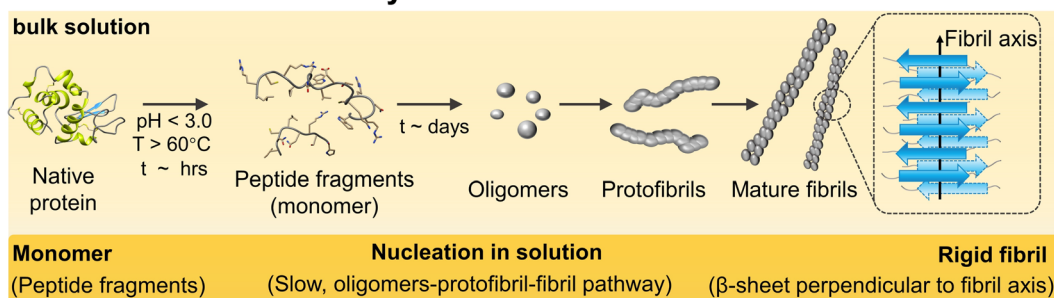 bulk solution
Fibril axis
pH < 3.0
T > 60°C
t ~ hrs
t ~ days
Native
protein
Peptide fragments
(monomer)
Oligomers
Protofibrils
Mature fibrils
Monomer
(Peptide fragments)
Nucleation in solution
(Slow, oligomers-protofibril-fibril pathway)
Rigid fibril
(β-sheet perpendicular to fibril axis)